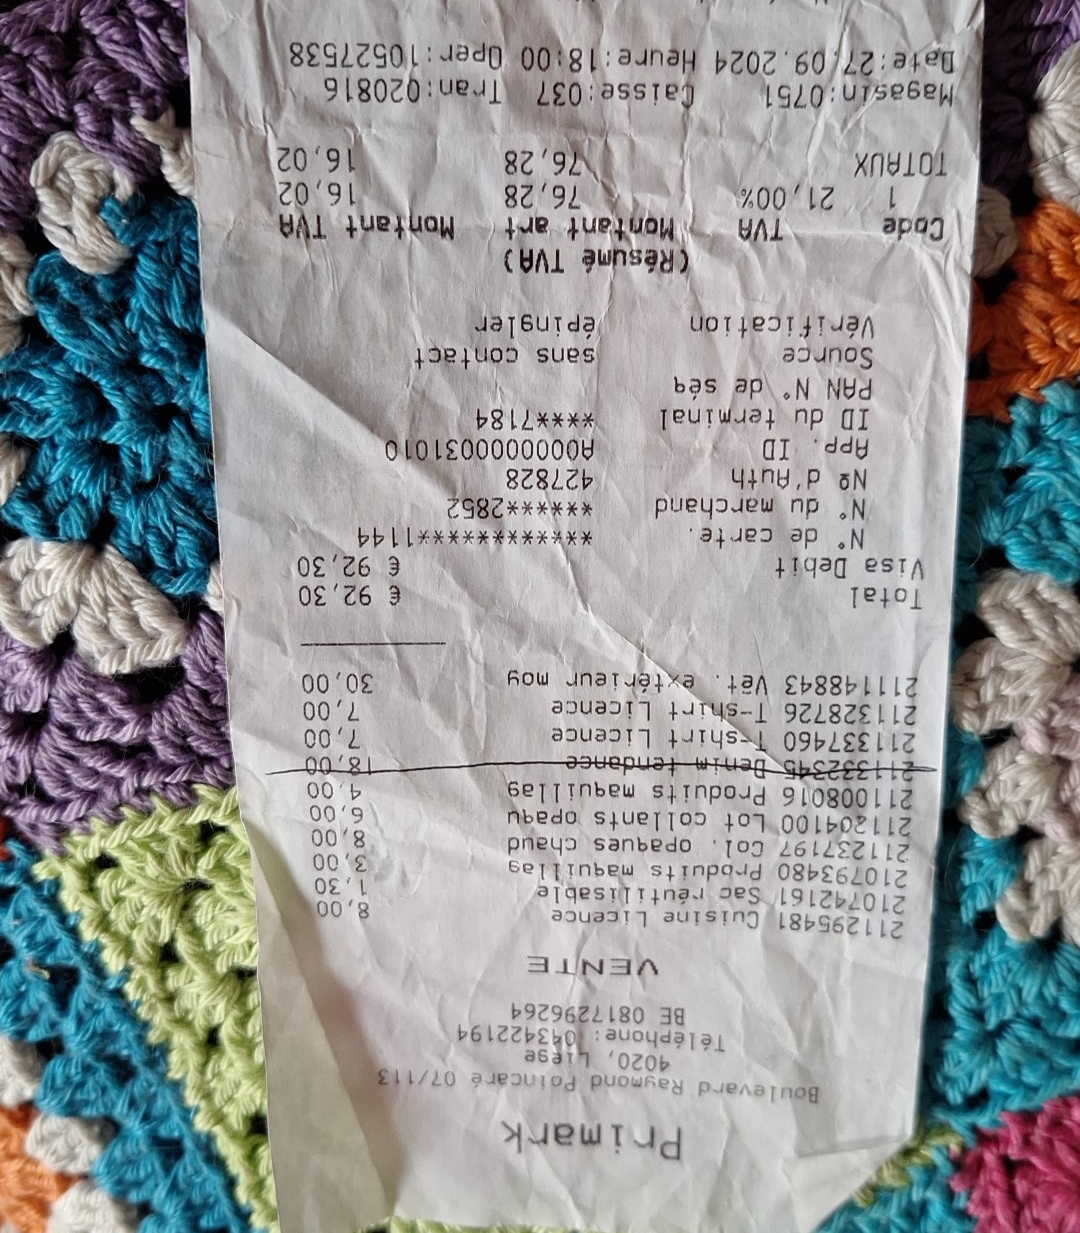 Primark
Boulevard Raymond Poincaré 07/113
4020, Liège
Téléphone: 043422194
BE 0817296264
VENTE
211295481 Cuisine Licence 8,00
210742161 Sac réutilisable 1,30
210793480 Produits maquillag 3,00
211237197 Col. opaques chaud 8,00
211204100 Lot collants opaqu 6,00
211008016 Produits maquillag 4,00
211332345 Denim tendance 18,00
211337460 T-shirt Licence 7,00
211328726 T-shirt Licence 7,00
211148843 Vêt. extérieur moy 30,00
Total € 92,30
Visa Debit € 92,30
N° de carte. ***************1144
N° du marchand ******2852
Nº d'Auth 427828
App. ID A0000000031010
ID du terminal ****7184
PAN N° de séq
Source sans contact
Vérification épingler
(Résumé TVA)
Code TVA Montant art Montant TVA
1 21,00% 76,28 16,02
TOTAUX 76,28 16,02
Magasin:0751 Caisse:037 Tran:020816
Date:27.09.2024 Heure:18:00 Oper:10527538